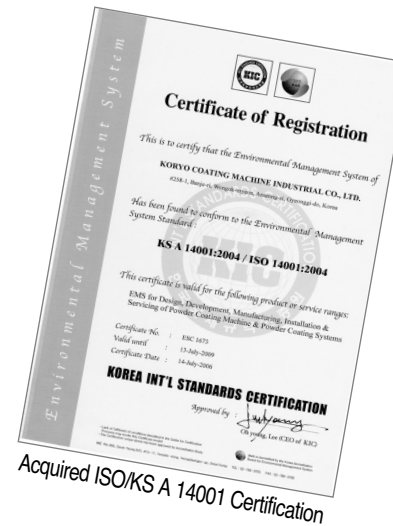 Environmental Management System
KIC
Certificate of Registration
This is to certify that the Environmental Management System of
KORYO COATING MACHINE INDUSTRIAL CO., LTD.
Has been found to conform to the Environmental Management
System Standard :
KS A 14001:2004 / ISO 14001:2004
This certificate is valid for the following product or service ranges:
EMS for Design, Development, Manufacturing, Installation &
Servicing of Powder Coating Machine & Powder Coating Systems
Certificate No. : ESC 1675
Valid until : 13-July-2009
Certificate Date : 14-July-2006
KOREA INT'L STANDARDS CERTIFICATION
Approved by :
Oh young, Lee (CEO of KIC)
Acquired ISO/KS A 14001 Certification